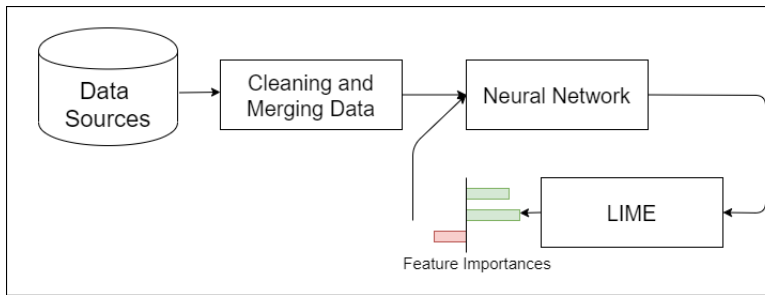 Data
Sources
Cleaning and
Merging Data
Neural Network
LIME
Feature Importances